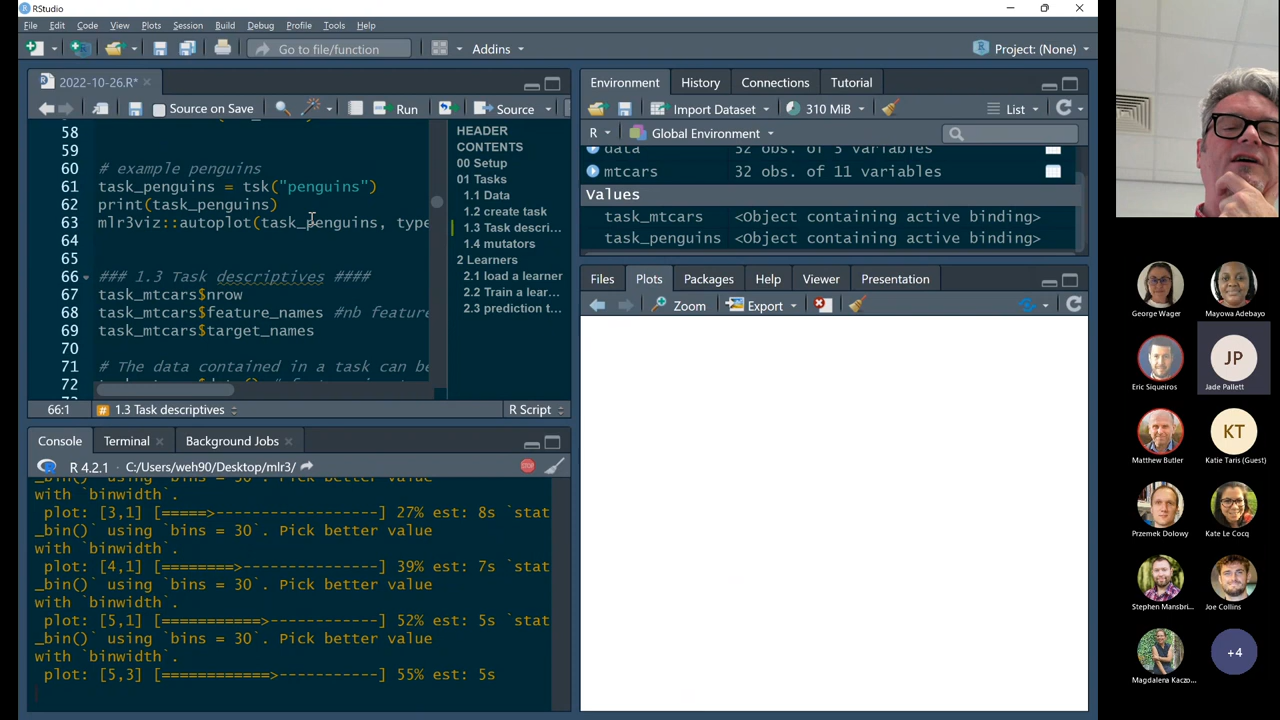 RStudio
File Edit Code View Plots Session Build Debug Profile Tools Help
Go to file/function
Addins
Project: (None)
2022-10-26.R*
Source on Save
Run
Source
58
59
60 # example penguins
61 task_penguins = tsk("penguins")
62 print(task_penguins)
63 mlr3viz::autoplot(task_penguins, type
64
65
66 ### 1.3 Task descriptives ####
67 task_mtcars$nrow
68 task_mtcars$feature_names #nb feature
69 task_mtcars$target_names
70
71 # The data contained in a task can be
72
HEADER
CONTENTS
00 Setup
01 Tasks
1.1 Data
1.2 create task
1.3 Task descri...
1.4 mutators
2 Learners
2.1 load a learner
2.2 Train a lear...
2.3 prediction t...
66:1 # 1.3 Task descriptives R Script
Console Terminal Background Jobs
R 4.2.1 · C:/Users/weh90/Desktop/mlr3/
STOP
_bin()` using `bins = 30`. Pick better value
with `binwidth`.
plot: [3,1] [=====>------------------] 27% est: 8s `stat
_bin()` using `bins = 30`. Pick better value
with `binwidth`.
plot: [4,1] [========>---------------] 39% est: 7s `stat
_bin()` using `bins = 30`. Pick better value
with `binwidth`.
plot: [5,1] [===========>------------] 52% est: 5s `stat
_bin()` using `bins = 30`. Pick better value
with `binwidth`.
plot: [5,3] [============>-----------] 55% est: 5s
Environment History Connections Tutorial
Import Dataset 310 MiB List
R Global Environment
data 32 obs. of 3 variables
mtcars 32 obs. of 11 variables
Values
task_mtcars <Object containing active binding>
task_penguins <Object containing active binding>
Files Plots Packages Help Viewer Presentation
Zoom Export
George Wager
Mayowa Adebayo
Eric Siqueiros
JP
Jade Pallett
Matthew Butler
KT
Katie Taris (Guest)
Przemek Dolowy
Kate Le Cocq
Stephen Mansbri...
Joe Collins
Magdalena Kaczo...
+4